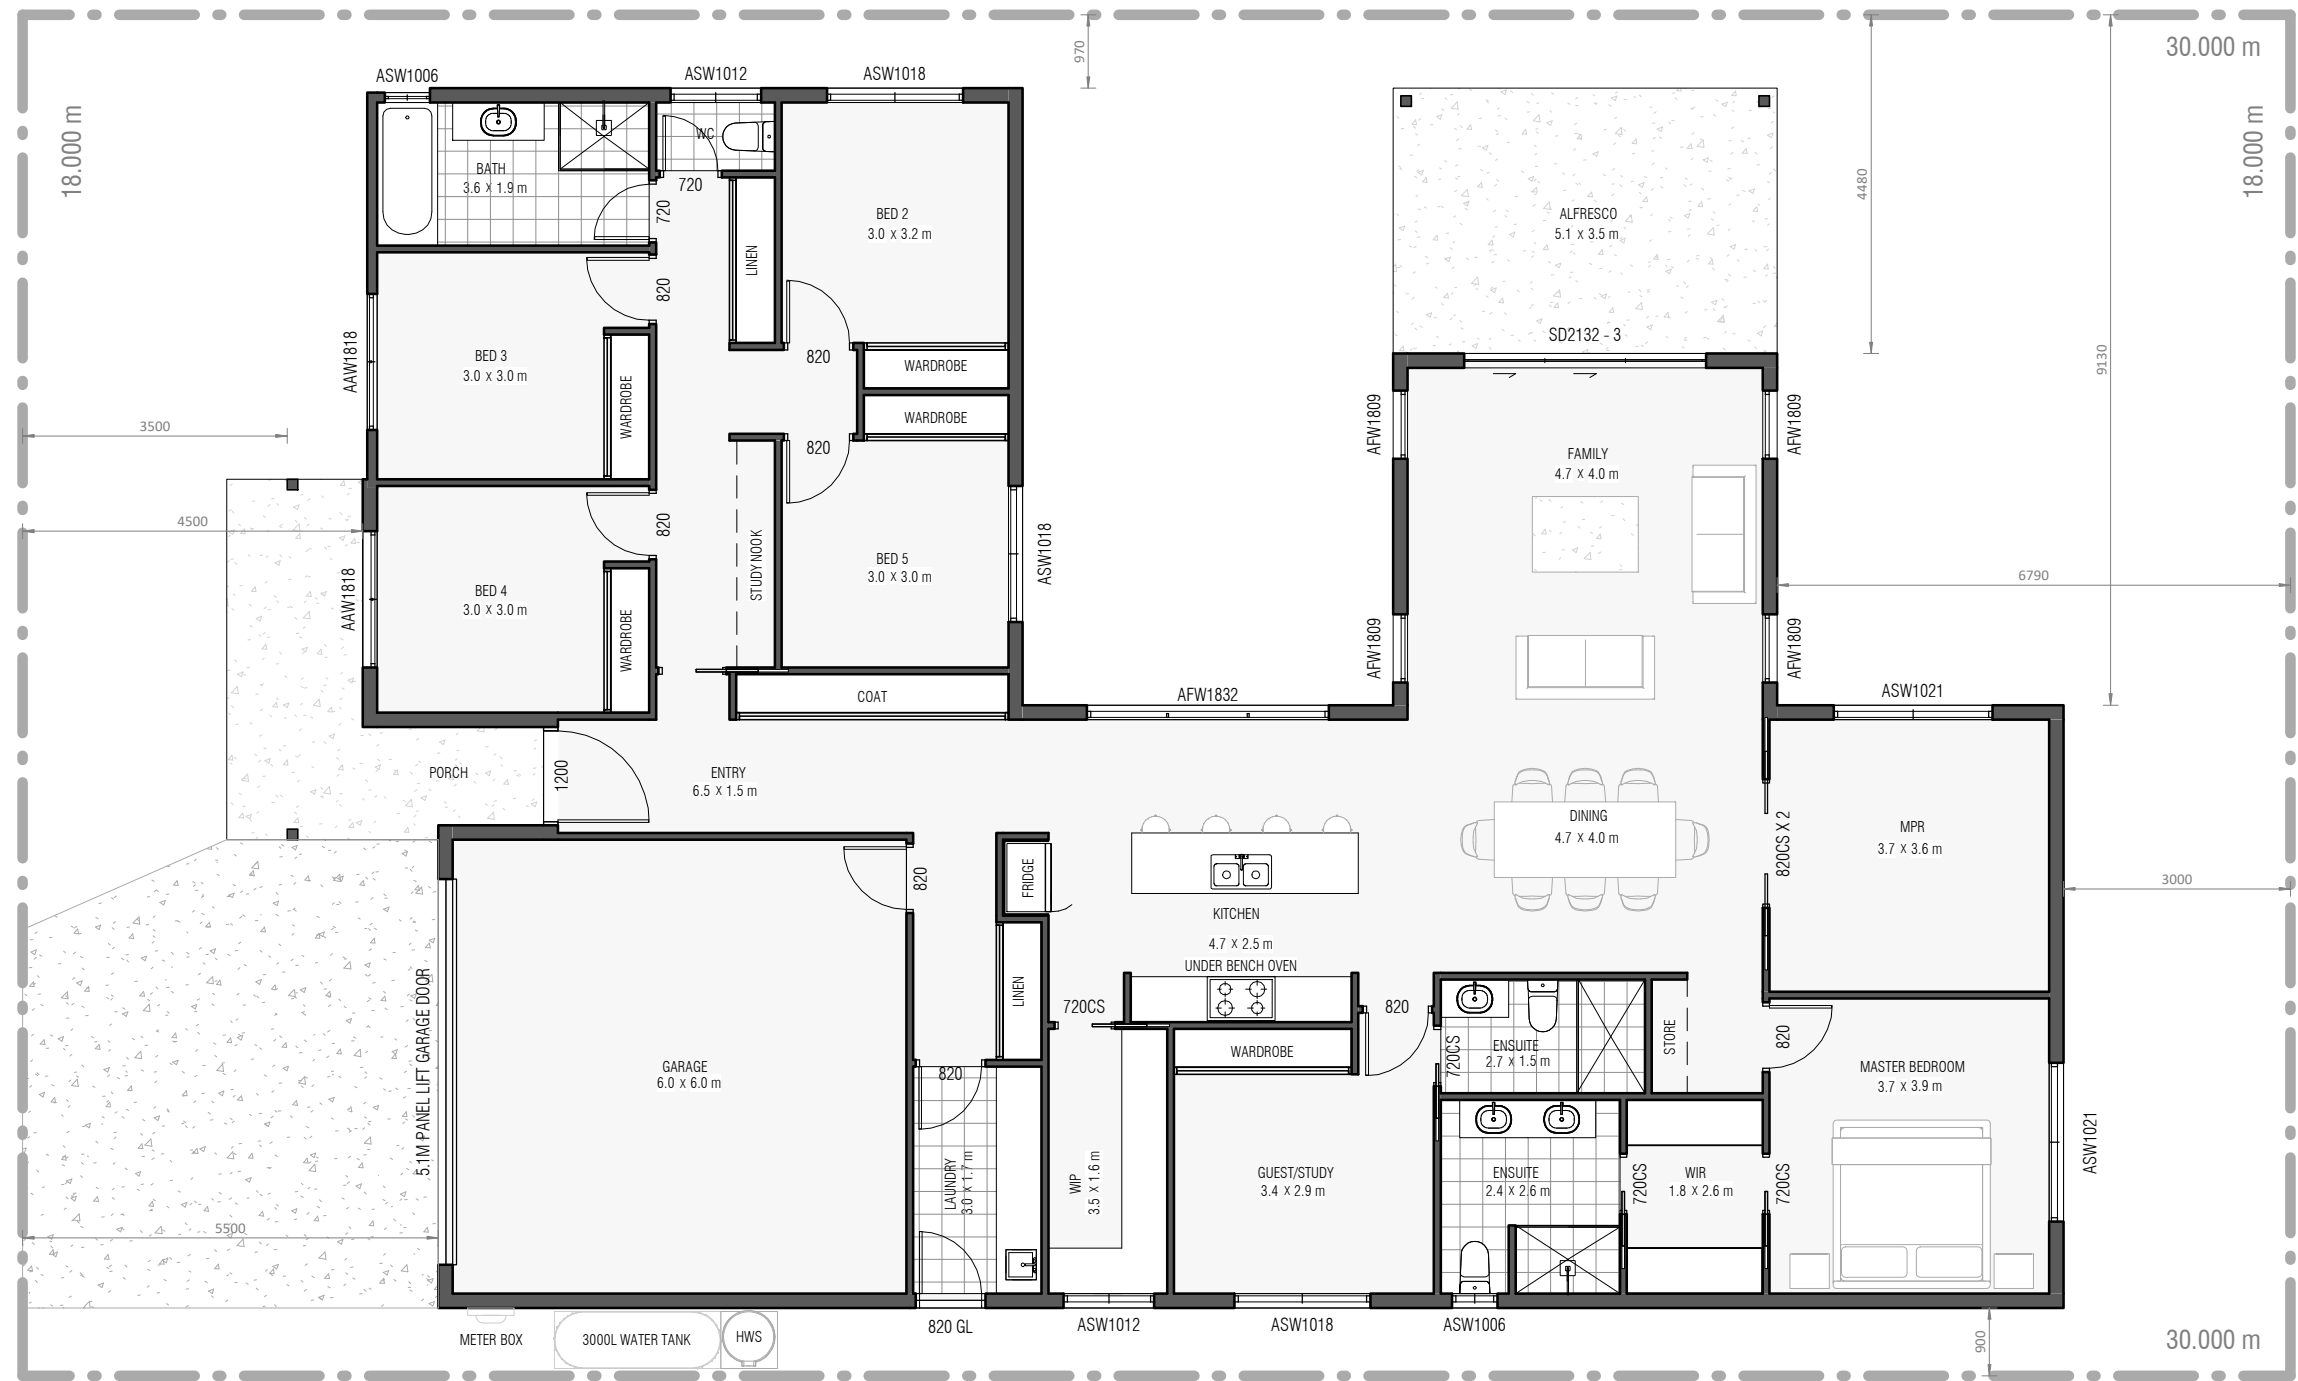 30.000 m
18.000 m
18.000 m
970
4480
9130
ASW1006
ASW1012
ASW1018
BATH
3.6 x 1.9 m
WC
720
720
LINEN
BED 2
3.0 x 3.2 m
820
820
WARDROBE
WARDROBE
820
ALFRESCO
5.1 x 3.5 m
SD2132 - 3
AAW1818
BED 3
3.0 x 3.0 m
WARDROBE
3500
4500
AAW1818
BED 4
3.0 x 3.0 m
WARDROBE
820
STUDY NOOK
BED 5
3.0 x 3.0 m
ASW1018
COAT
AFW1809
AFW1809
FAMILY
4.7 x 4.0 m
AFW1809
AFW1809
6790
AFW1832
ASW1021
PORCH
1200
ENTRY
6.5 x 1.5 m
DINING
4.7 x 4.0 m
820CS X 2
MPR
3.7 x 3.6 m
3000
820
FRIDGE
KITCHEN
4.7 x 2.5 m
UNDER BENCH OVEN
LINEN
720CS
820
WARDROBE
720CS
ENSUITE
2.7 x 1.5 m
STORE
820
MASTER BEDROOM
3.7 x 3.9 m
5.1M PANEL LIFT GARAGE DOOR
GARAGE
6.0 x 6.0 m
820
LAUNDRY
3.0 x 1.7 m
WIP
3.5 x 1.6 m
GUEST/STUDY
3.4 x 2.9 m
ENSUITE
2.4 x 2.6 m
720CS
WIR
1.8 x 2.6 m
720CS
ASW1021
5500
METER BOX
3000L WATER TANK
HWS
820 GL
ASW1012
ASW1018
ASW1006
900
30.000 m